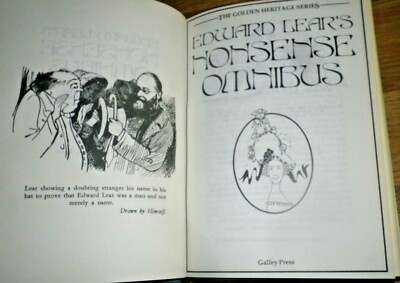 Lear showing a doubting stranger his name in his
hat to prove that Edward Lear was a man and not
merely a name.
Drawn by Himself.
THE GOLDEN HERITAGE SERIES
EDWARD LEAR'S
NONSENSE
OMNIBUS
Galley Press